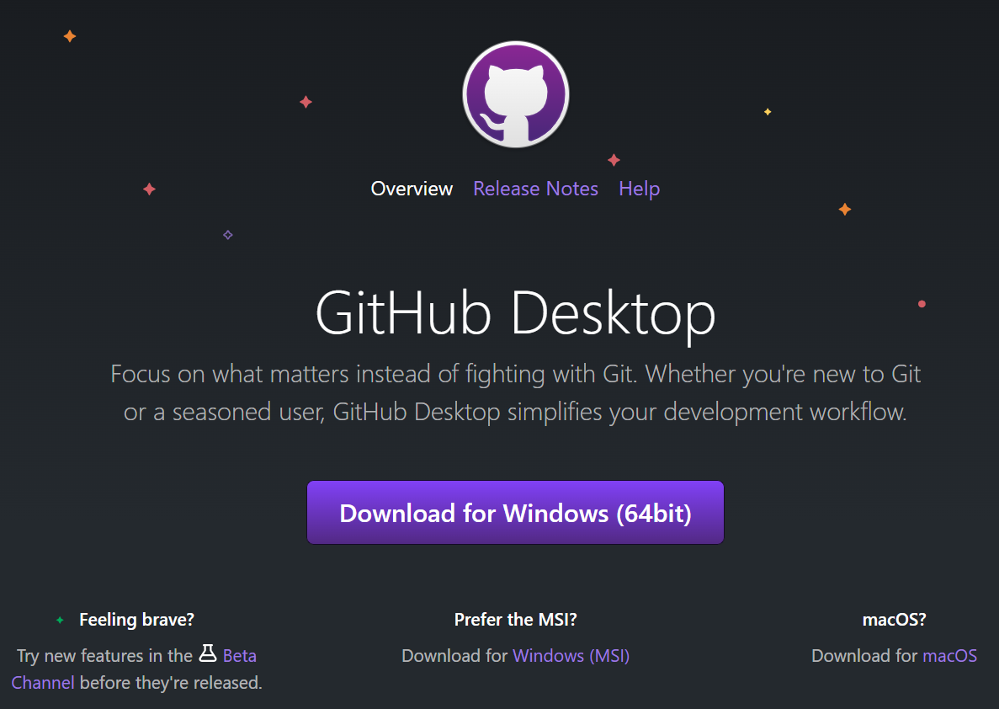 Overview Release Notes Help
GitHub Desktop
Focus on what matters instead of fighting with Git. Whether you're new to Git
or a seasoned user, GitHub Desktop simplifies your development workflow.
Download for Windows (64bit)
Feeling brave?
Try new features in the Beta
Channel before they're released.
Prefer the MSI?
Download for Windows (MSI)
macOS?
Download for macOS